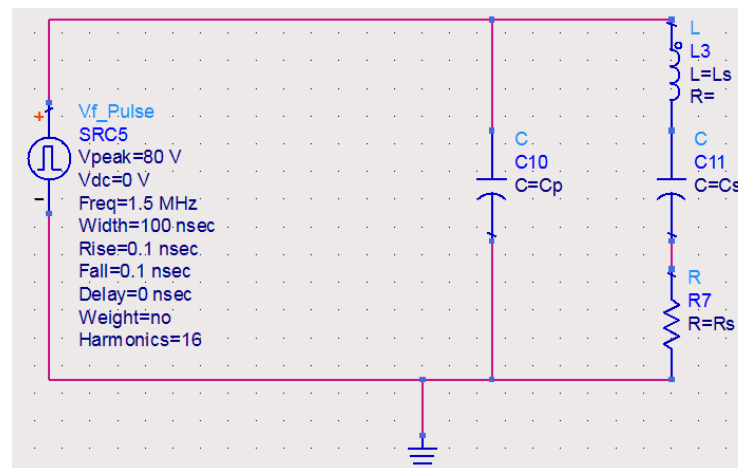 Vf_Pulse
SRC5
Vpeak=80 V
Vdc=0 V
Freq=1.5 MHz
Width=100 nsec
Rise=0.1 nsec
Fall=0.1 nsec
Delay=0 nsec
Weight=no
Harmonics=16
C
C10
C=Cp
L
L3
L=Ls
R=
C
C11
C=Cs
R
R7
R=Rs